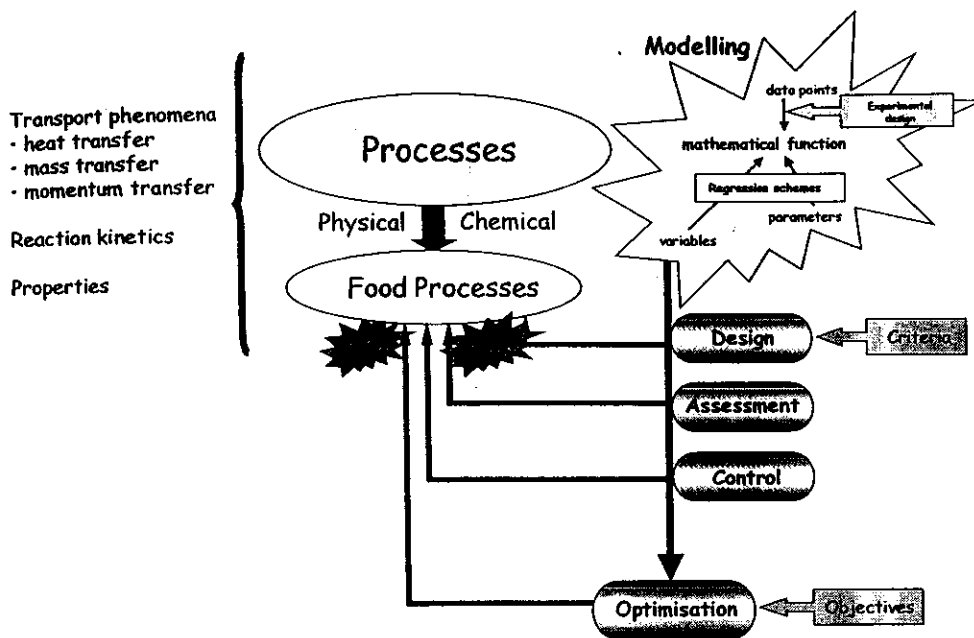 Transport phenomena
- heat transfer
- mass transfer
- momentum transfer
Reaction kinetics
Properties
Processes
Physical
Chemical
Food Processes
Modelling
data points
Experimental
design
mathematical function
Regression schemes
parameters
variables
Design
Criteria
Assessment
Control
Optimisation
Objectives